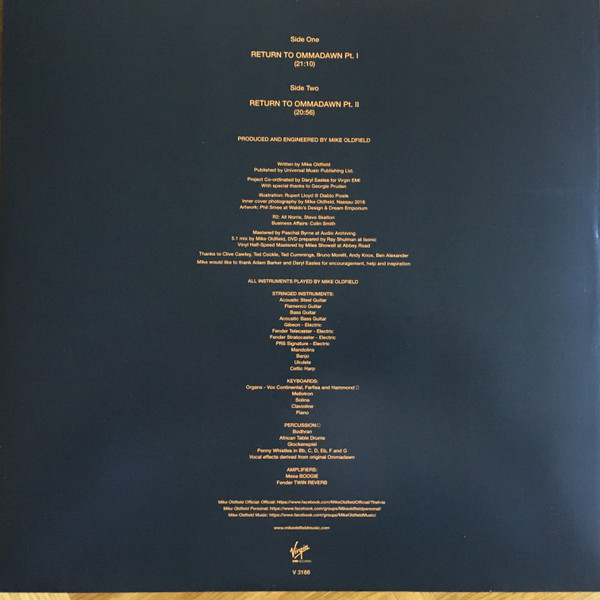 Side One
RETURN TO OMMADAWN Pt. I
(21:10)
Side Two
RETURN TO OMMADAWN Pt. II
(20:56)
PRODUCED AND ENGINEERED BY MIKE OLDFIELD
Written by Mike Oldfield
Published by Universal Music Publishing Ltd.
Project Co-ordinated by Daryl Easlea for Virgin EMI
With special thanks to Georgie Pruden
Illustration: Rupert Lloyd @ Diablo Pixels
Inner cover photography by Mike Oldfield, Nassau 2016
Artwork: Phil Smee at Waldo's Design & Dream Emporium
R2: Ali Norris, Steve Skelton
Business Affairs: Colin Smith
Mastered by Paschal Byrne at Audio Archiving
5.1 mix by Mike Oldfield, DVD prepared by Ray Shulman at Isonic
Vinyl Half-Speed Mastered by Miles Showell at Abbey Road
Thanks to Clive Cawley, Ted Cockle, Ted Cummings, Bruno Morelli, Andy Knox, Ben Alexander
Mike would like to thank Adam Barker and Daryl Easlea for encouragement, help and inspiration
ALL INSTRUMENTS PLAYED BY MIKE OLDFIELD
STRINGED INSTRUMENTS:
Acoustic Steel Guitar
Flamenco Guitar
Bass Guitar
Acoustic Bass Guitar
Gibson - Electric
Fender Telecaster - Electric
Fender Stratocaster - Electric
PRS Signature - Electric
Mandolins
Banjo
Ukulele
Celtic Harp
KEYBOARDS:
Organs - Vox Continental, Farfisa and Hammond
Mellotron
Solina
Clavioline
Piano
PERCUSSION:
Bodhran
African Table Drums
Glockenspiel
Penny Whistles in Bb, C, D, Eb, F and G
Vocal effects derived from original Ommadawn
AMPLIFIERS:
Mesa BOOGIE
Fender TWIN REVERB
Mike Oldfield Official: Official: https://www.facebook.com/MikeOldfieldOfficial/
Mike Oldfield Personal: https://www.facebook.com/groups/Mikeoldfieldpersonal/
Mike Oldfield Music: https://www.facebook.com/groups/MikeOldfieldMusic/
www.mikeoldfieldmusic.com
Virgin
V 3166